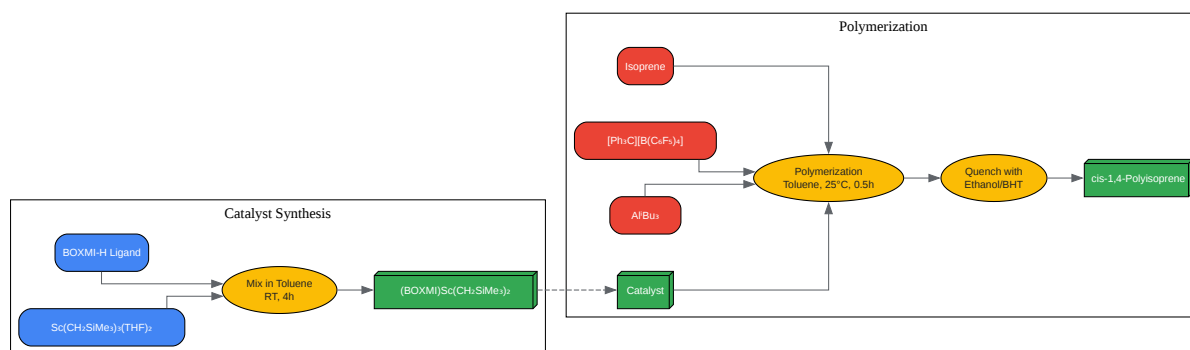 Polymerization
Isoprene
[Ph₃C][B(C₆F₅)₄]
Polymerization
Toluene, 25°C, 0.5h
Quench with
Ethanol/BHT
cis-1,4-Polyisoprene
AlⁱBu₃
Catalyst
Catalyst Synthesis
BOXMI-H Ligand
Mix in Toluene
RT, 4h
(BOXMI)Sc(CH₂SiMe₃)₂
Sc(CH₂SiMe₃)₃(THF)₂